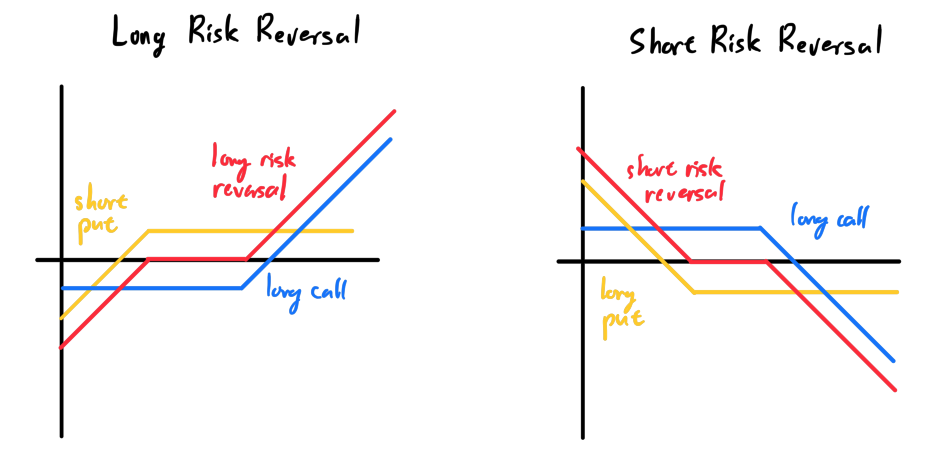 Long Risk Reversal
short
put
long risk
reversal
long call
Short Risk Reversal
short risk
reversal
long call
long
put